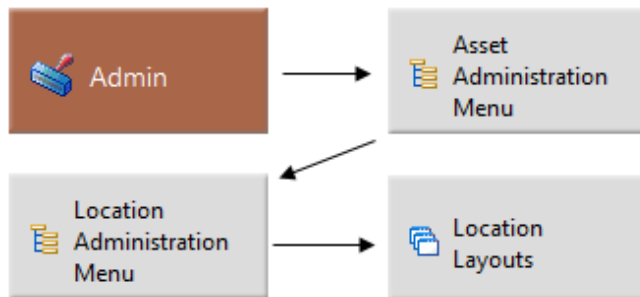 Admin
Asset
Administration
Menu
Location
Administration
Menu
Location
Layouts